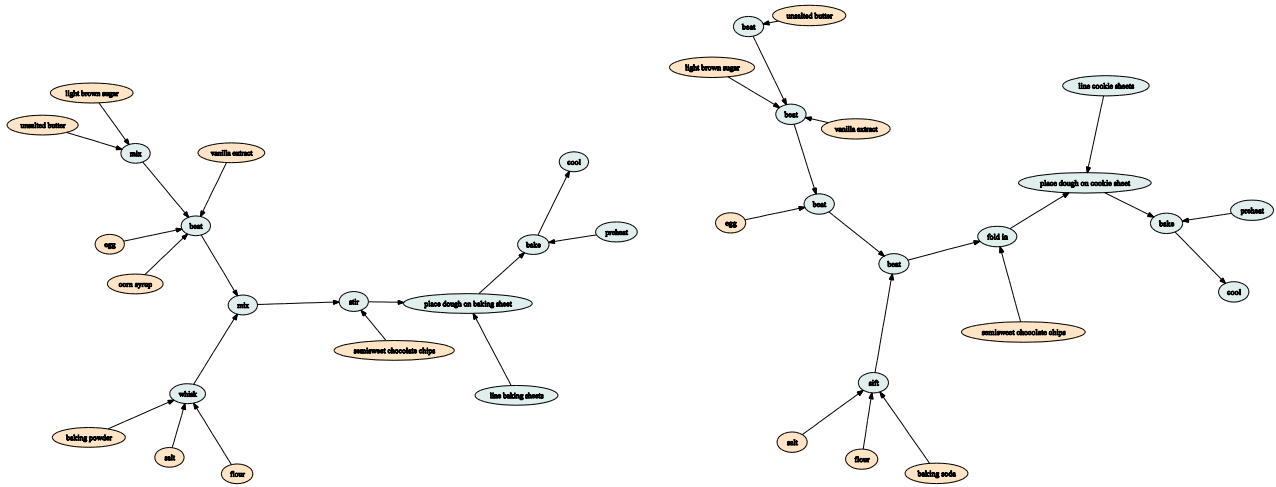 light brown sugar
unsalted butter
mix
vanilla extract
cool
beat
egg
preheat
bake
corn syrup
mix
stir
place dough on baking sheet
semisweet chocolate chips
whisk
line baking sheets
baking powder
salt
flour
unsalted butter
beat
light brown sugar
line cookie sheets
beat
vanilla extract
place dough on cookie sheet
beat
preheat
egg
bake
fold in
beat
cool
semisweet chocolate chips
sift
salt
flour
baking soda